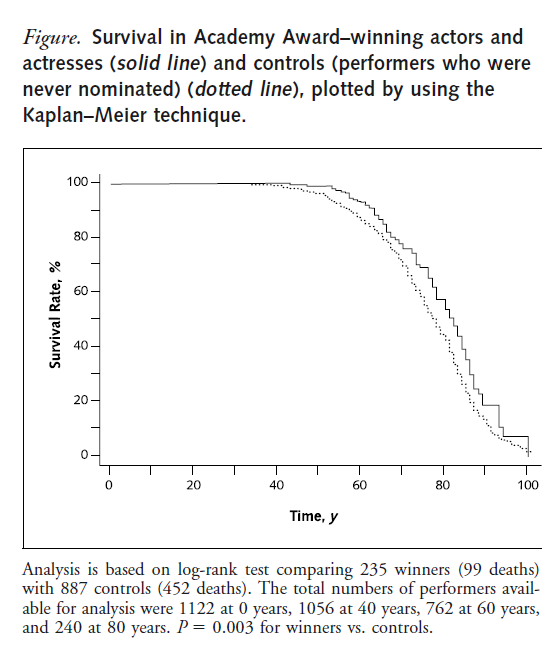 Figure. Survival in Academy Award–winning actors and
actresses (solid line) and controls (performers who were
never nominated) (dotted line), plotted by using the
Kaplan–Meier technique.
100
80
60
40
20
0
Survival Rate, %
0 20 40 60 80 100
Time, y
Analysis is based on log-rank test comparing 235 winners (99 deaths)
with 887 controls (452 deaths). The total numbers of performers avail-
able for analysis were 1122 at 0 years, 1056 at 40 years, 762 at 60 years,
and 240 at 80 years. P = 0.003 for winners vs. controls.